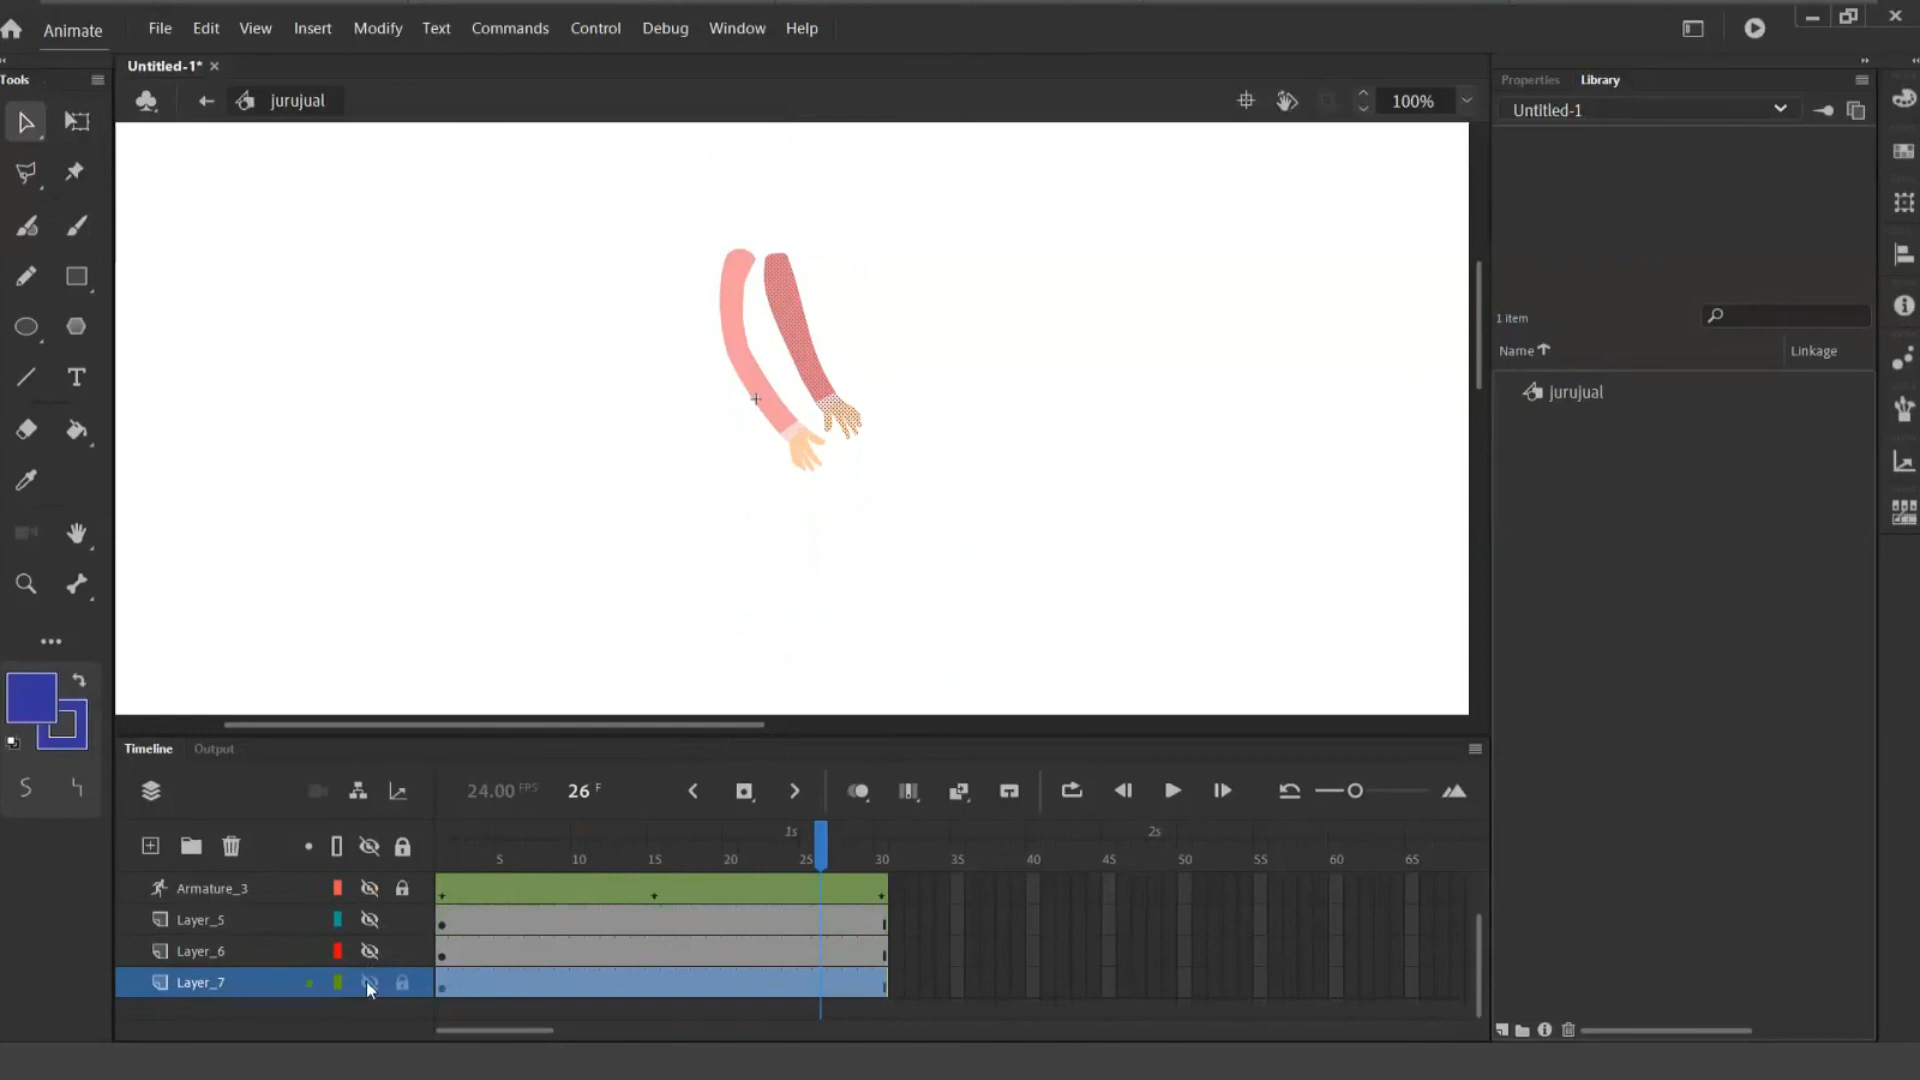 Animate File Edit View Insert Modify Text Commands Control Debug Window Help
Untitled-1*
Tools
jurujual
100%
Properties Library
Untitled-1
1 item
Name
Linkage
jurujual
Timeline Output
24.00 FPS 26 F
1s 2s
5 10 15 20 25 30 35 40 45 50 55 60 65
Armature_3
Layer_5
Layer_6
Layer_7